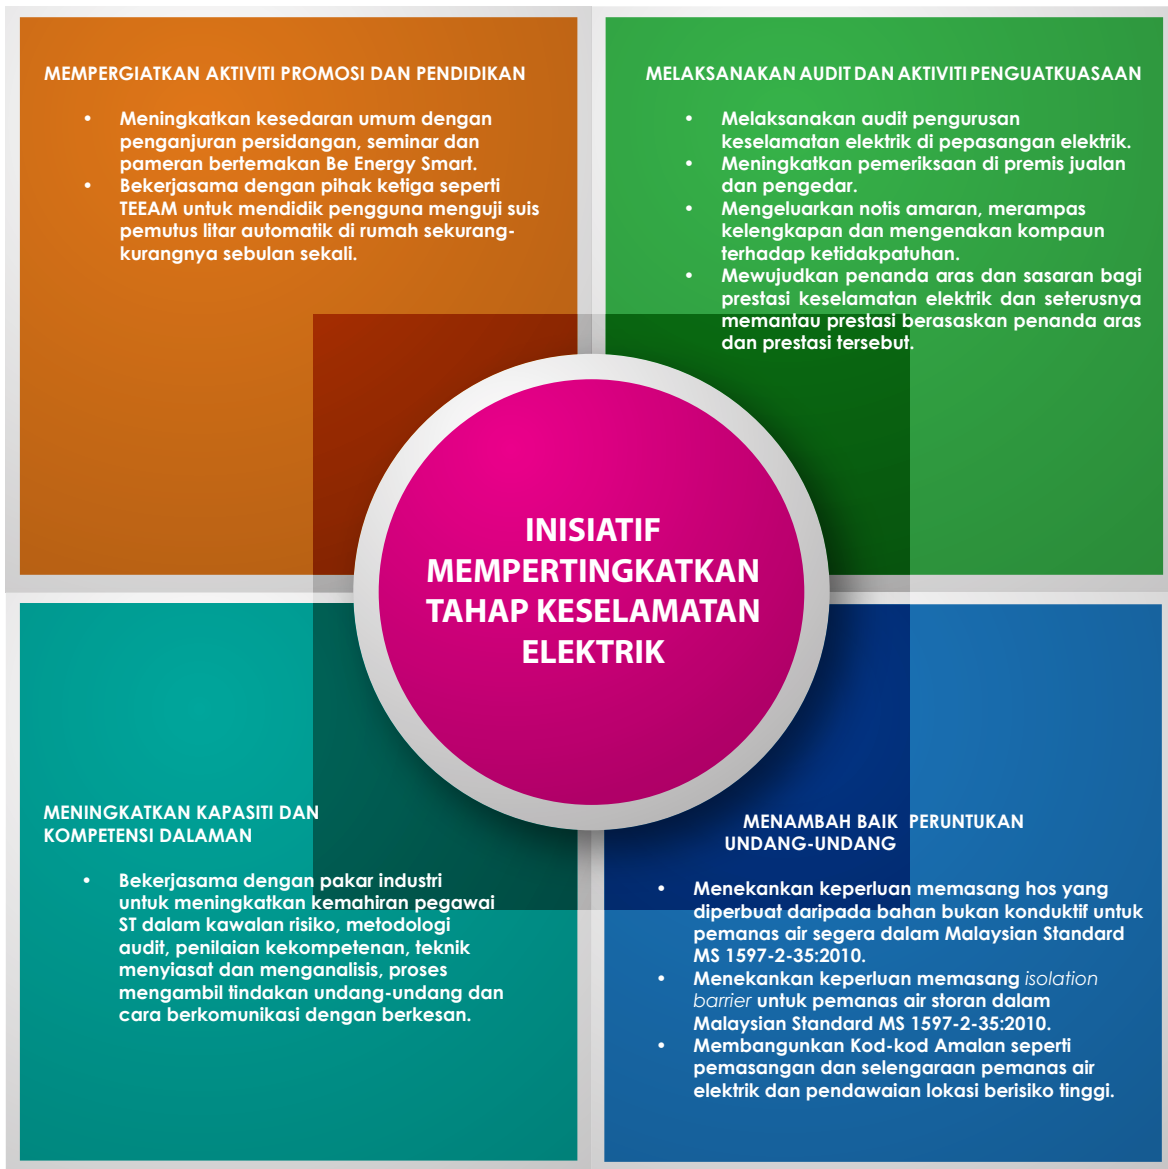 MEMPERGIATKAN AKTIVITI PROMOSI DAN PENDIDIKAN
• Meningkatkan kesedaran umum dengan
penganjuran persidangan, seminar dan
pameran bertemakan Be Energy Smart.
• Bekerjasama dengan pihak ketiga seperti
TEEAM untuk mendidik pengguna menguji suis
pemutus litar automatik di rumah sekurang-
kurangnya sebulan sekali.
MELAKSANAKAN AUDIT DAN AKTIVITI PENGUATKUASAAN
• Melaksanakan audit pengurusan
keselamatan elektrik di pepasangan elektrik.
• Meningkatkan pemeriksaan di premis jualan
dan pengedar.
• Mengeluarkan notis amaran, merampas
kelengkapan dan mengenakan kompaun
terhadap ketidakpatuhan.
• Mewujudkan penanda aras dan sasaran bagi
prestasi keselamatan elektrik dan seterusnya
memantau prestasi berasaskan penanda aras
dan prestasi tersebut.
INISIATIF
MEMPERTINGKATKAN
TAHAP KESELAMATAN
ELEKTRIK
MENINGKATKAN KAPASITI DAN
KOMPETENSI DALAMAN
• Bekerjasama dengan pakar industri
untuk meningkatkan kemahiran pegawai
ST dalam kawalan risiko, metodologi
audit, penilaian kekompetenan, teknik
menyiasat dan menganalisis, proses
mengambil tindakan undang-undang dan
cara berkomunikasi dengan berkesan.
MENAMBAH BAIK PERUNTUKAN
UNDANG-UNDANG
• Menekankan keperluan memasang hos yang
diperbuat daripada bahan bukan konduktif untuk
pemanas air segera dalam Malaysian Standard
MS 1597-2-35:2010.
• Menekankan keperluan memasang isolation
barrier untuk pemanas air storan dalam
Malaysian Standard MS 1597-2-35:2010.
• Membangunkan Kod-kod Amalan seperti
pemasangan dan selengaraan pemanas air
elektrik dan pendawaian lokasi berisiko tinggi.